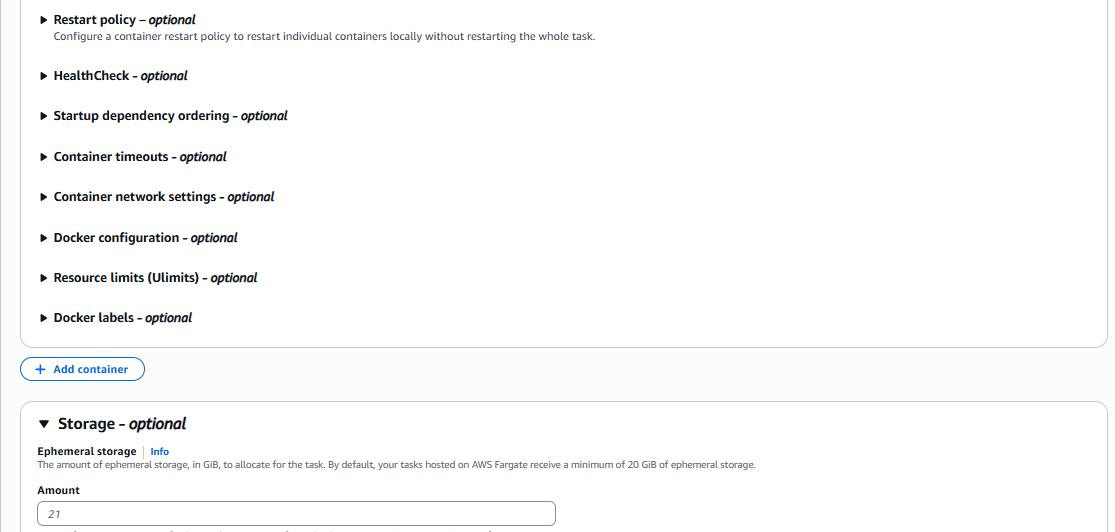 Restart policy – optional
Configure a container restart policy to restart individual containers locally without restarting the whole task.
HealthCheck - optional
Startup dependency ordering - optional
Container timeouts - optional
Container network settings - optional
Docker configuration - optional
Resource limits (Ulimits) - optional
Docker labels - optional
+ Add container
Storage - optional
Ephemeral storage | Info
The amount of ephemeral storage, in GiB, to allocate for the task. By default, your tasks hosted on AWS Fargate receive a minimum of 20 GiB of ephemeral storage.
Amount
21